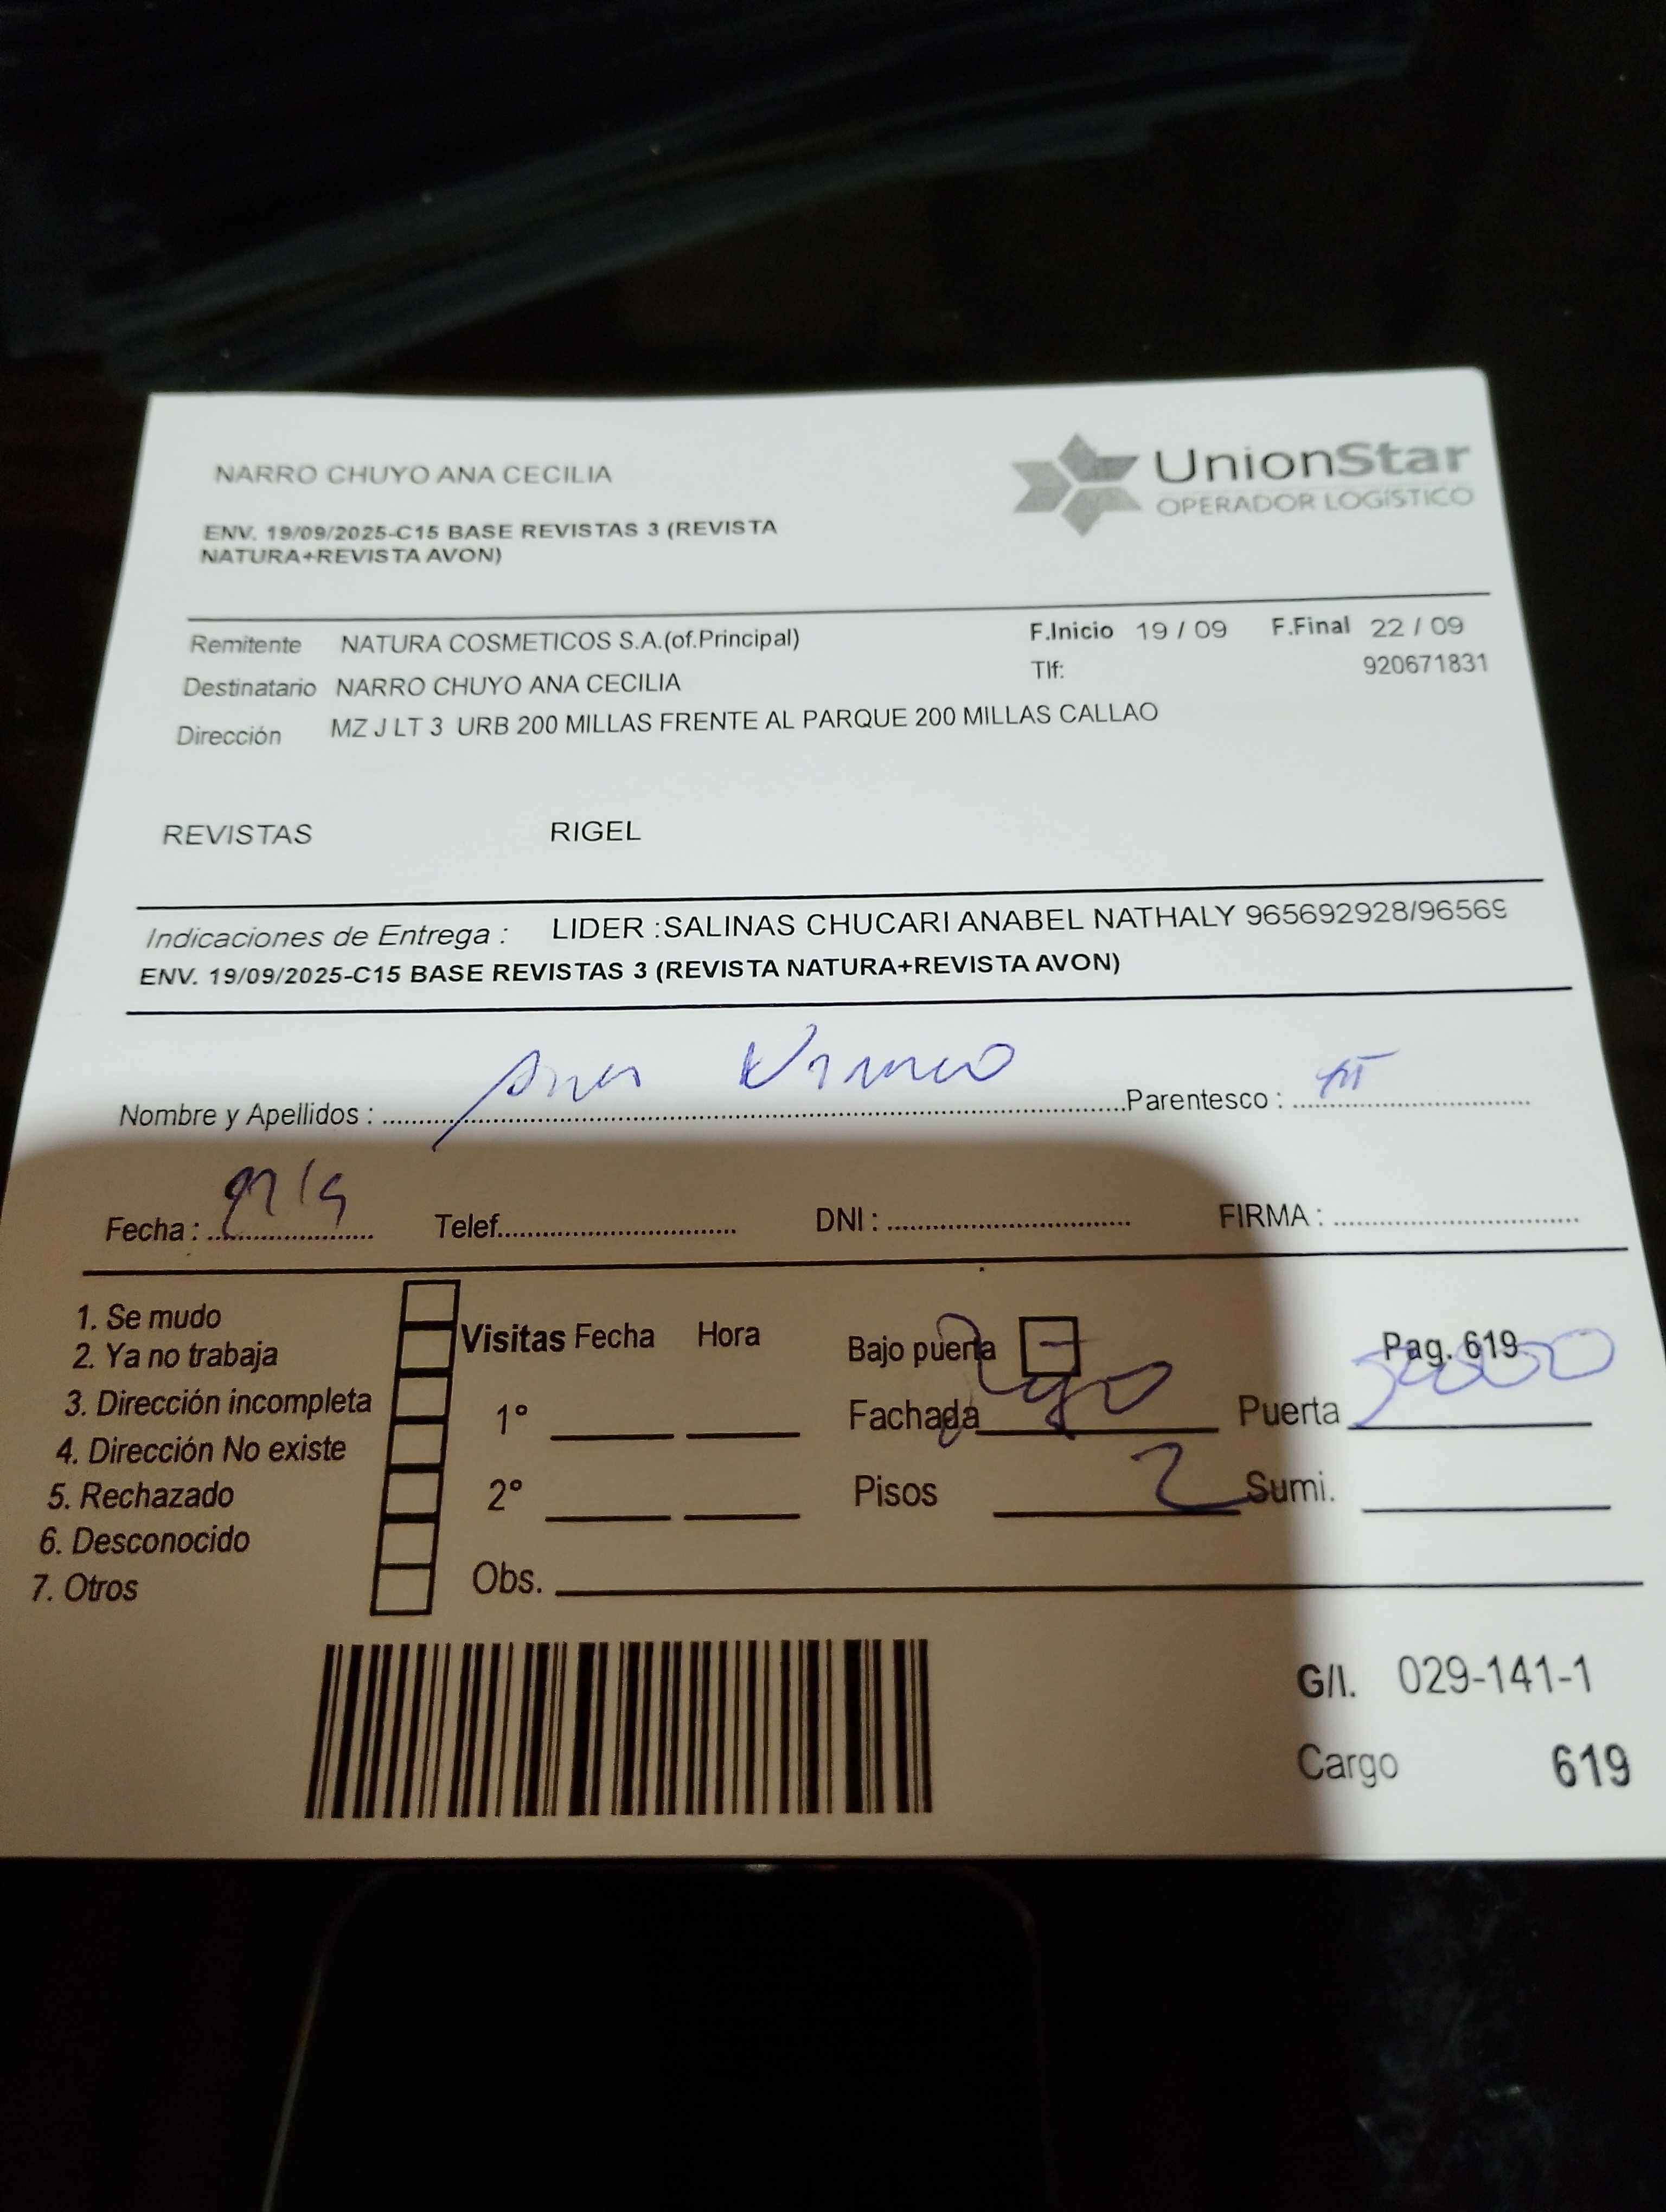 NARRO CHUYO ANA CECILIA
UnionStar
OPERADOR LOGÍSTICO
ENV. 19/09/2025-C15 BASE REVISTAS 3 (REVISTA
NATURA+REVISTA AVON)
Remitente NATURA COSMETICOS S.A.(of.Principal) F.Inicio 19 / 09 F.Final 22 / 09
Destinatario NARRO CHUYO ANA CECILIA Tlf: 920671831
Dirección MZ J LT 3 URB 200 MILLAS FRENTE AL PARQUE 200 MILLAS CALLAO
REVISTAS RIGEL
Indicaciones de Entrega : LIDER :SALINAS CHUCARI ANABEL NATHALY 965692928/96569
ENV. 19/09/2025-C15 BASE REVISTAS 3 (REVISTA NATURA+REVISTA AVON)
Nombre y Apellidos : Parentesco :
Fecha : Telef. DNI : FIRMA :
1. Se mudo
2. Ya no trabaja
3. Dirección incompleta
4. Dirección No existe
5. Rechazado
6. Desconocido
7. Otros
Visitas Fecha Hora
1°
2°
Obs.
Bajo puerta Pag. 619
Fachada Puerta
Pisos 2 Sumi.
G/I. 029-141-1
Cargo 619